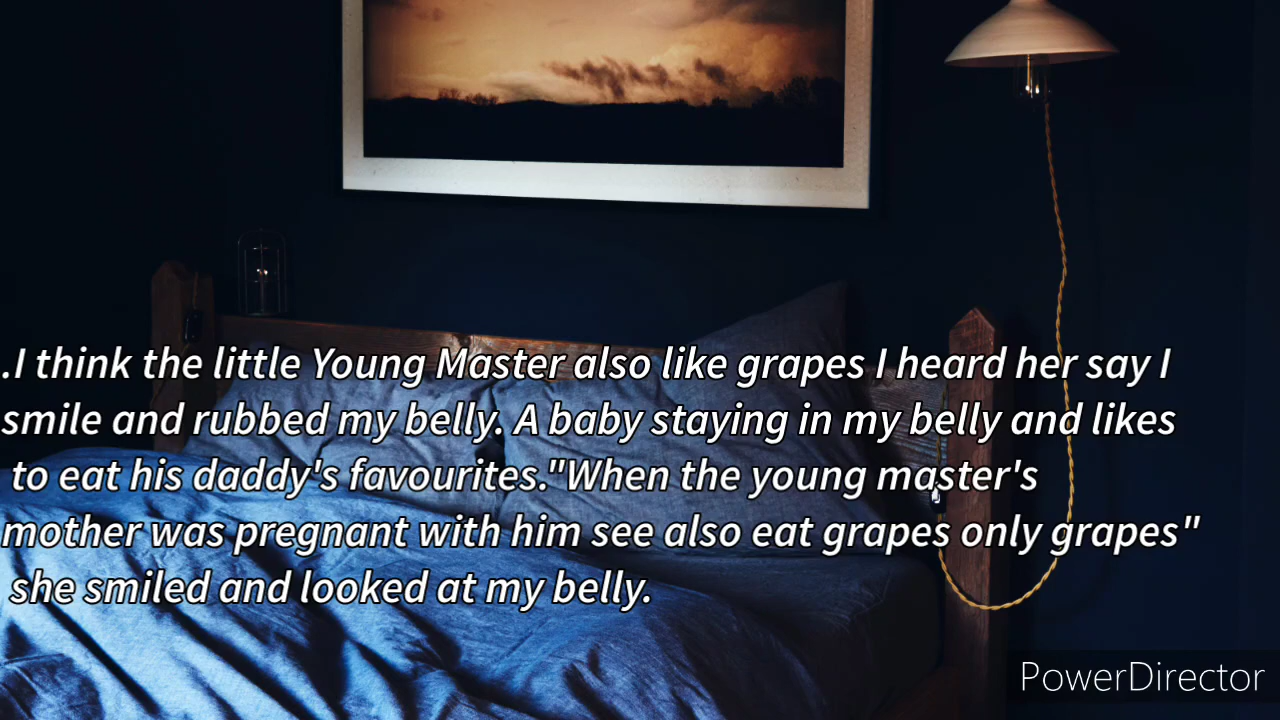 .I think the little Young Master also like grapes I heard her say I
smile and rubbed my belly. A baby staying in my belly and likes
to eat his daddy's favourites."When the young master's
mother was pregnant with him see also eat grapes only grapes"
she smiled and looked at my belly.
PowerDirector